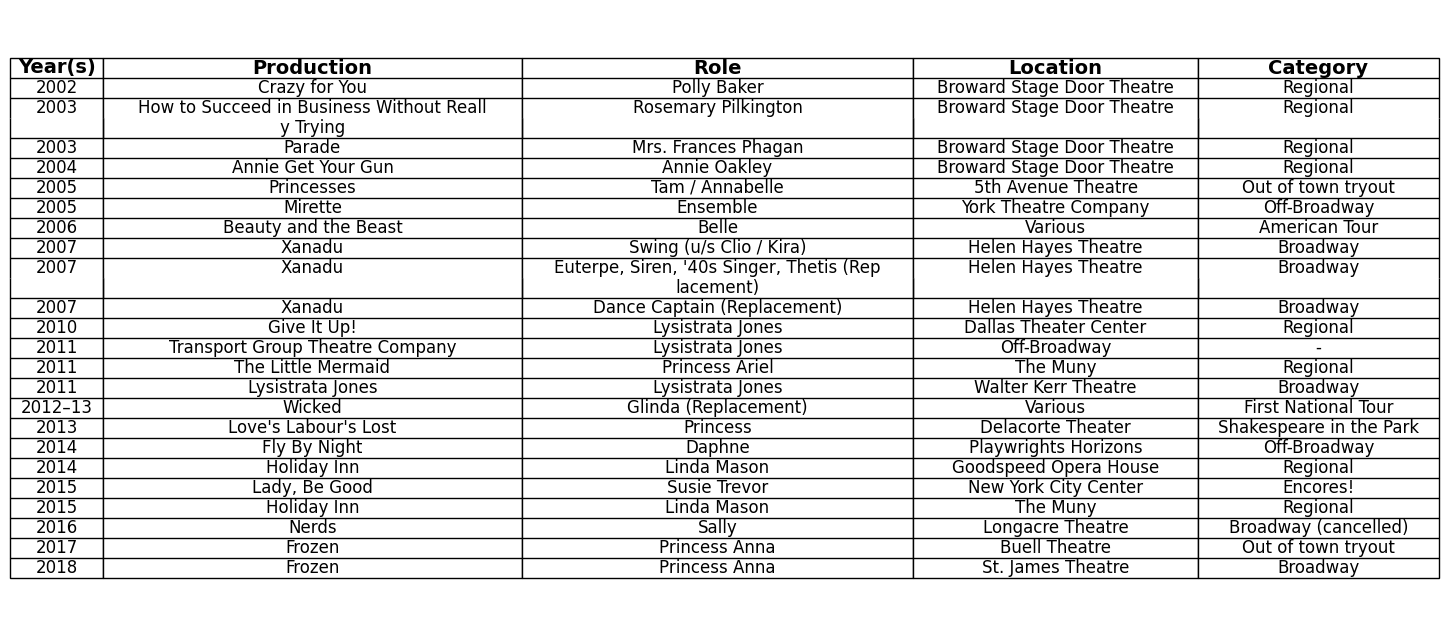 Year(s) Production Role Location Category
2002 Crazy for You Polly Baker Broward Stage Door Theatre Regional
2003 How to Succeed in Business Without Reall Rosemary Pilkington Broward Stage Door Theatre Regional
y Trying
2003 Parade Mrs. Frances Phagan Broward Stage Door Theatre Regional
2004 Annie Get Your Gun Annie Oakley Broward Stage Door Theatre Regional
2005 Princesses Tam / Annabelle 5th Avenue Theatre Out of town tryout
2005 Mirette Ensemble York Theatre Company Off-Broadway
2006 Beauty and the Beast Belle Various American Tour
2007 Xanadu Swing (u/s Clio / Kira) Helen Hayes Theatre Broadway
2007 Xanadu Euterpe, Siren, '40s Singer, Thetis (Rep Helen Hayes Theatre Broadway
lacement)
2007 Xanadu Dance Captain (Replacement) Helen Hayes Theatre Broadway
2010 Give It Up! Lysistrata Jones Dallas Theater Center Regional
2011 Transport Group Theatre Company Lysistrata Jones Off-Broadway -
2011 The Little Mermaid Princess Ariel The Muny Regional
2011 Lysistrata Jones Lysistrata Jones Walter Kerr Theatre Broadway
2012–13 Wicked Glinda (Replacement) Various First National Tour
2013 Love's Labour's Lost Princess Delacorte Theater Shakespeare in the Park
2014 Fly By Night Daphne Playwrights Horizons Off-Broadway
2014 Holiday Inn Linda Mason Goodspeed Opera House Regional
2015 Lady, Be Good Susie Trevor New York City Center Encores!
2015 Holiday Inn Linda Mason The Muny Regional
2016 Nerds Sally Longacre Theatre Broadway (cancelled)
2017 Frozen Princess Anna Buell Theatre Out of town tryout
2018 Frozen Princess Anna St. James Theatre Broadway